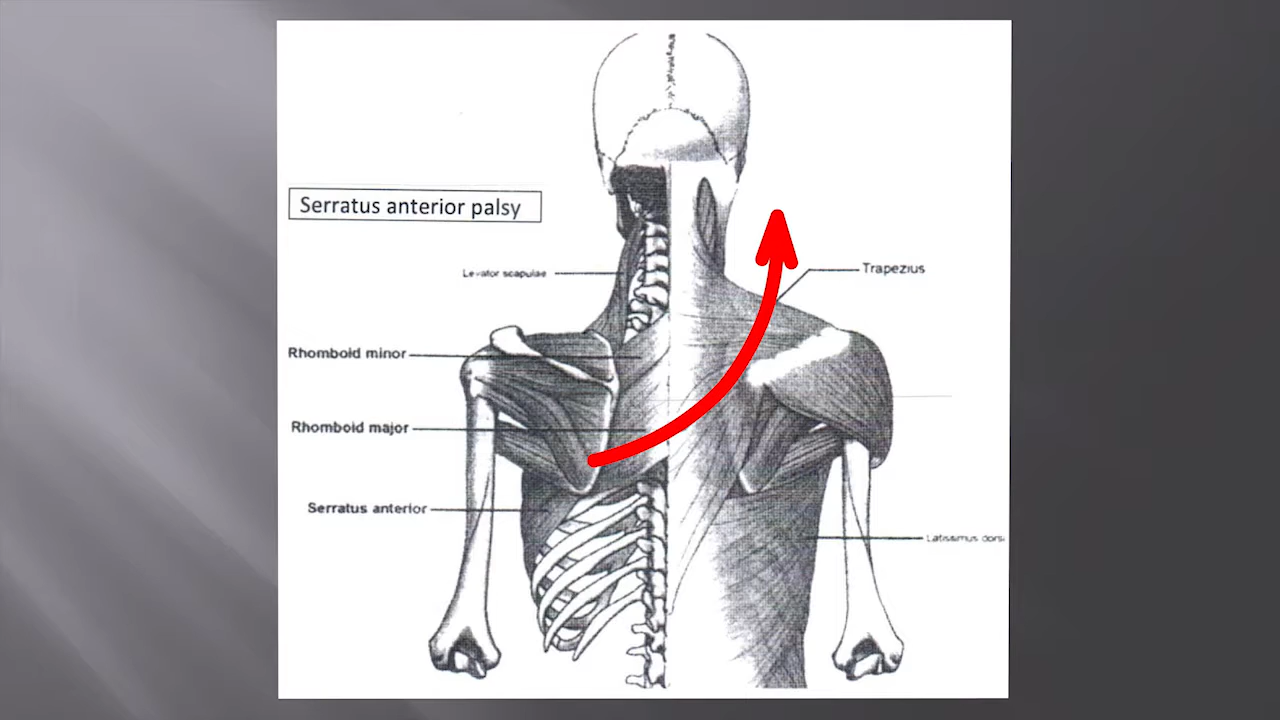 Serratus anterior palsy
Levator scapulae
Trapezius
Rhomboid minor
Rhomboid major
Serratus anterior
Latissimus dorsi